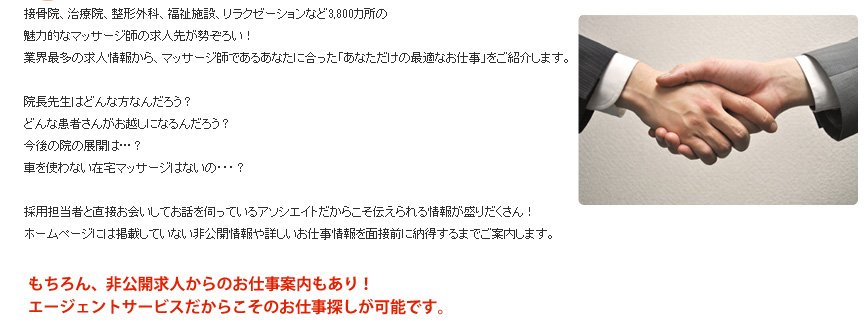 接骨院、治療院、整形外科、福祉施設、リラクゼーションなど3,800カ所の
魅力的なマッサージ師の求人先が勢ぞろい！
業界最多の求人情報から、マッサージ師であるあなたに合った「あなただけの最適なお仕事」をご紹介します。
院長先生はどんな方なんだろう？
どんな患者さんがお越しになるんだろう？
今後の院の展開は…？
車を使わない在宅マッサージはないの・・・？
採用担当者と直接お会いしてお話を伺っているアソシエイトだからこそ伝えられる情報が盛りだくさん！
ホームページには掲載していない非公開情報や詳しいお仕事情報を面接前に納得するまでご案内します。
もちろん、非公開求人からのお仕事案内もあり！
エージェントサービスだからこそのお仕事探しが可能です。